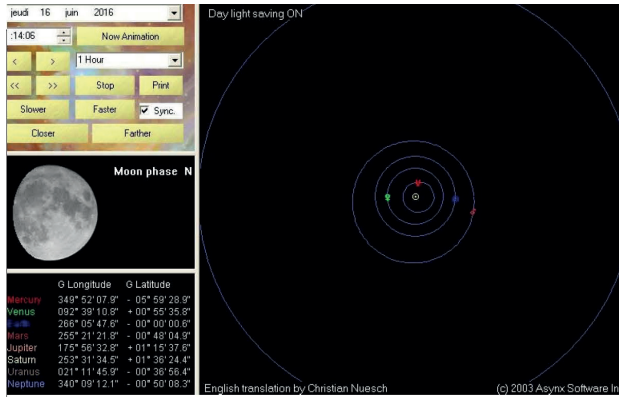 jeudi 16 juin 2016
:14:06 Now Animation
< > 1 Hour
<< >> Stop Print
Slower Faster Sync.
Closer Farther
Moon phase N
G Longitude G Latitude
Mercury 349° 52' 07.9" - 05° 59' 28.9"
Venus 092° 39' 10.8" + 00° 55' 35.8"
Earth 266° 05' 47.6" - 00° 00' 00.6"
Mars 255° 21' 21.8" - 00° 48' 04.9"
Jupiter 175° 56' 32.8" + 01° 15' 37.6"
Saturn 253° 31' 34.5" + 01° 36' 24.4"
Uranus 021° 11' 45.9" - 00° 36' 56.4"
Neptune 340° 09' 12.1" - 00° 50' 08.3"
Day light saving ON
English translation by Christian Nuesch (c) 2003 Asynx Software In